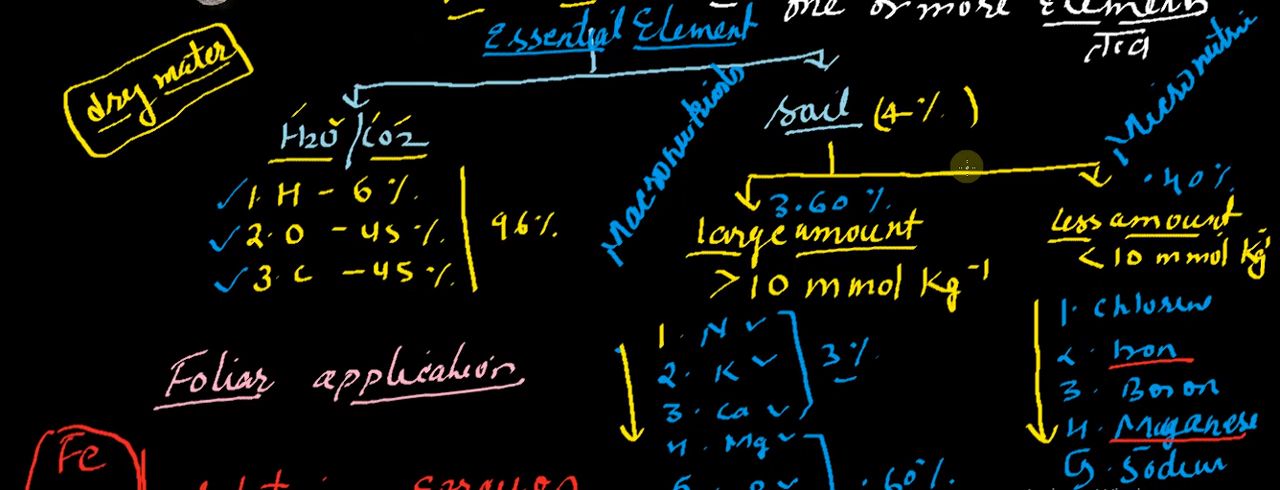 one or more Elements
Essential Element
dry mater
H2O/CO2
1. H - 6 %.
2. O - 45 %.
3. C - 45 %.
96%.
Macronutrients
Soil (4%.)
Micronutrien
3.60 %.
large amount
>10 mmol Kg-1
.40%.
less amount
<10 mmol Kg-
1. N
2. K
3. Ca
4. Mg
3%.
.60%.
1. Chlorine
2. Iron
3. Boron
4. Maganese
5. Sodium
Foliar application
Fe